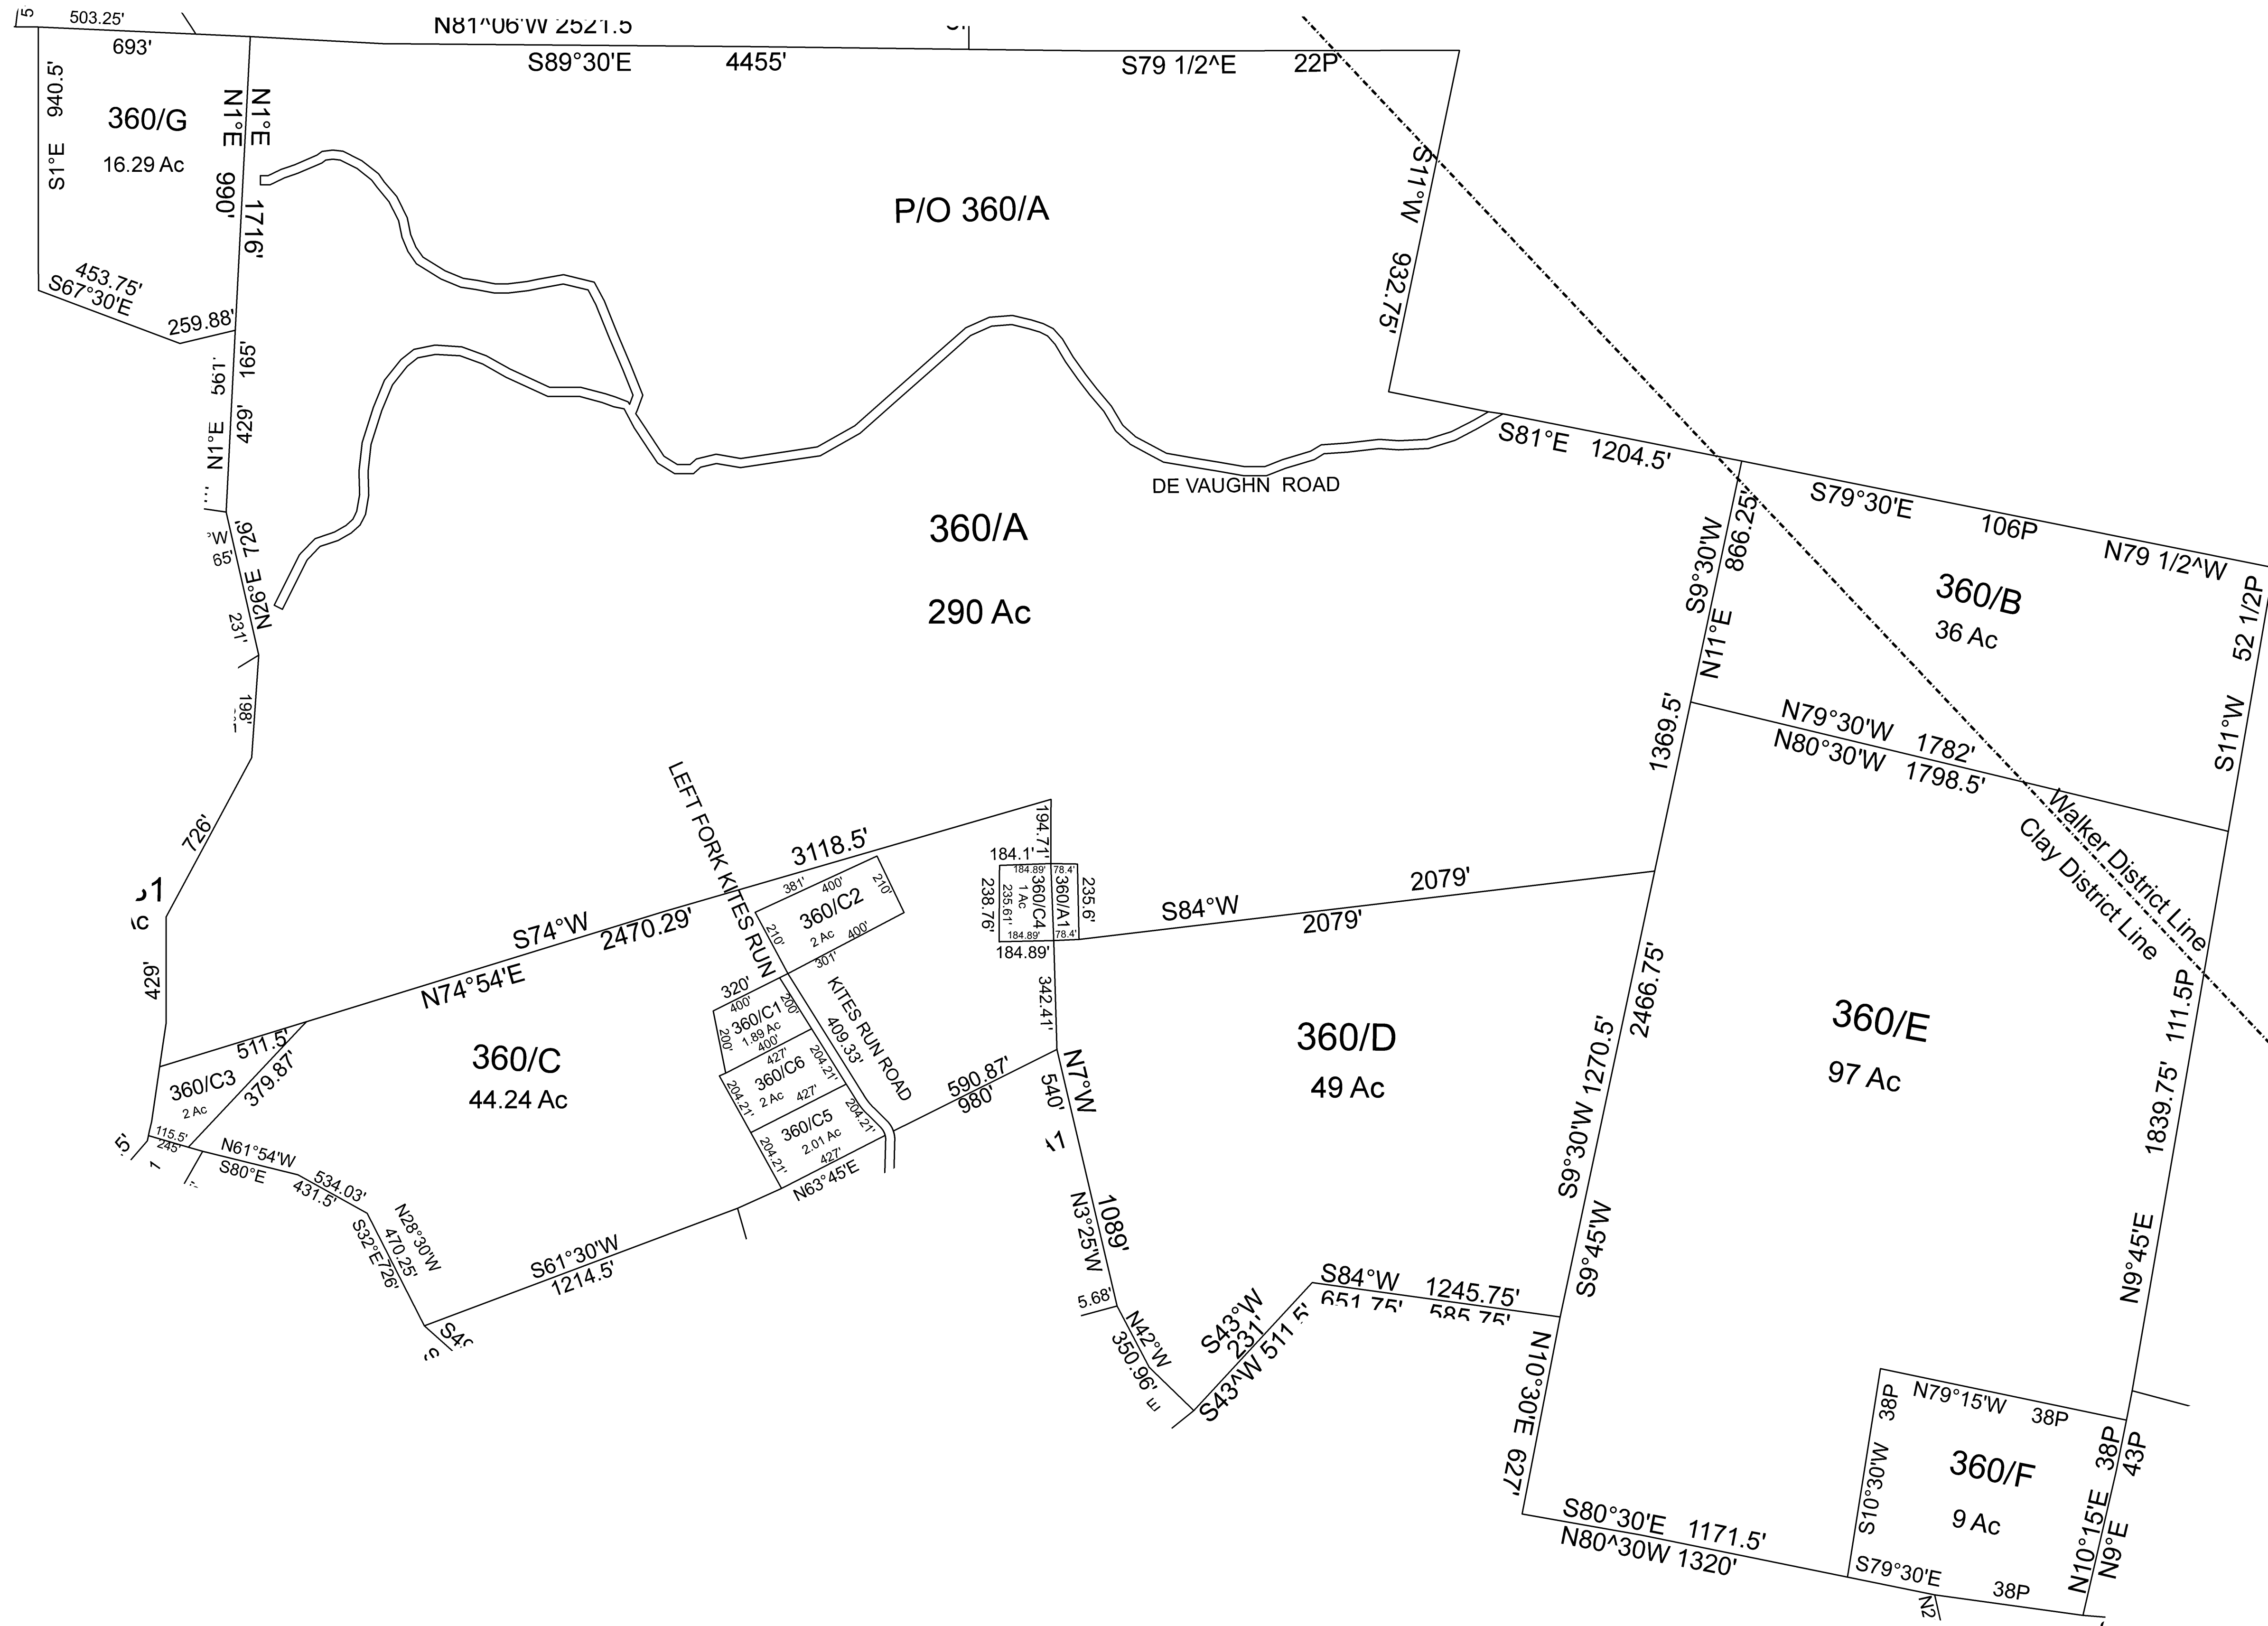 503.25'
N81^06'W 2521.5
693'
S89°30'E 4455' S79 1/2^E 22P
S1°E 940.5'
360/G
16.29 Ac
N1°E 990'
N1°E 1716'
453.75'
S67°30'E
259.88'
P/O 360/A
S11°W 932.75'
561'
165'
N1°E
429'
S81°E 1204.5'
DE VAUGHN ROAD
360/A
290 Ac
S79°30'E 106P N79 1/2^W
S9°30'W 866.25'
N11°E
360/B
36 Ac
52 1/2P
S11°W
°W
65'
N26°E 726'
231'
198'
1369.5'
N79°30'W 1782'
N80°30'W 1798.5'
Walker District Line
Clay District Line
726'
LEFT FORK KITES RUN
3118.5'
194.71'
184.1'
184.89'
78.4'
238.76'
235.61'
1 Ac
360/C4
360/A1
235.6'
184.89'
78.4'
184.89'
381'
400'
210'
360/C2
2 Ac
400'
210'
301'
S74°W 2470.29'
N74°54'E
S84°W 2079'
2079'
429'
320'
400'
200'
360/C1
1.89 Ac
200'
400'
427'
KITES RUN ROAD
409.33'
342.41'
360/C6
2 Ac
204.21'
204.21'
427'
360/C5
2.01 Ac
204.21'
204.21'
427'
N63°45'E
590.87'
980'
511.5'
379.87'
360/C3
2 Ac
360/C
44.24 Ac
360/D
49 Ac
2466.75'
S9°30'W 1270.5'
S9°45'W
360/E
97 Ac
111.5P
1839.75'
N9°45'E
.5'
115.5'
245'
1
N61°54'W 534.03'
S80°E 431.5'
N28°30'W
470.25'
S32°E 726'
S61°30'W
1214.5'
N7°W 1089'
540'
N3°25'W
5.68'
N42°W
350.96'
S43°W
231'
S43^W 511.5'
S84°W 1245.75'
651.75' 585.75'
N10°30'E 627'
S80°30'E 1171.5'
N80^30W 1320'
N79°15'W 38P
38P
S10°30'W
360/F
9 Ac
38P
N10°15'E
43P
N9°E
S79°30'E 38P
N2